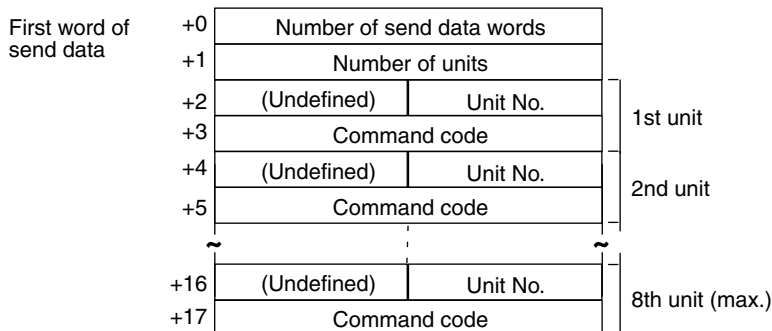 First word of
send data
+0 Number of send data words
+1 Number of units
+2 (Undefined) Unit No.
+3 Command code
1st unit
+4 (Undefined) Unit No.
+5 Command code
2nd unit
~ ~
+16 (Undefined) Unit No.
+17 Command code
8th unit (max.)